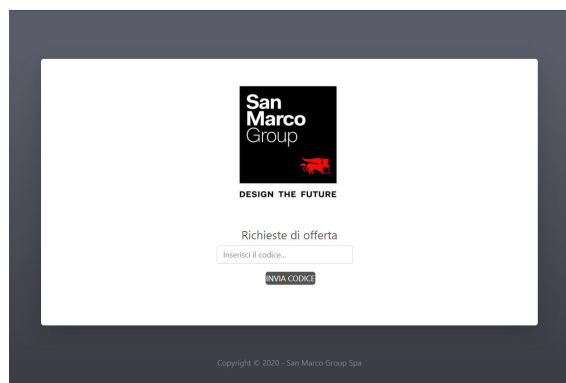 San
Marco
Group
DESIGN THE FUTURE
Richieste di offerta
Inserisci il codice...
INVIA CODICE
Copyright © 2020 - San Marco Group Spa